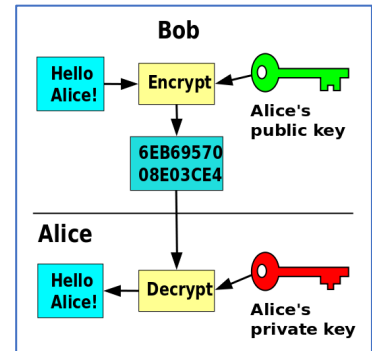 Bob
Hello
Alice!
Encrypt
Alice's
public key
6EB69570
08E03CE4
Alice
Hello
Alice!
Decrypt
Alice's
private key